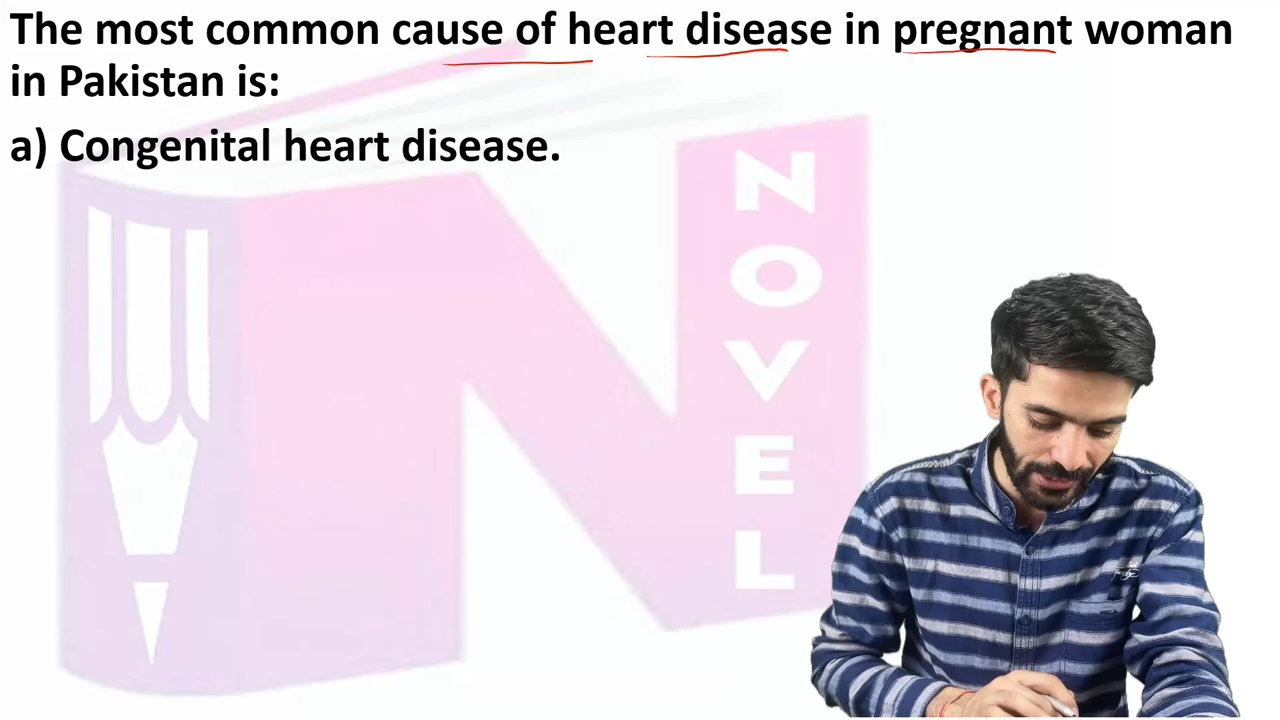 The most common cause of heart disease in pregnant woman
in Pakistan is:
a) Congenital heart disease.
NOVEL